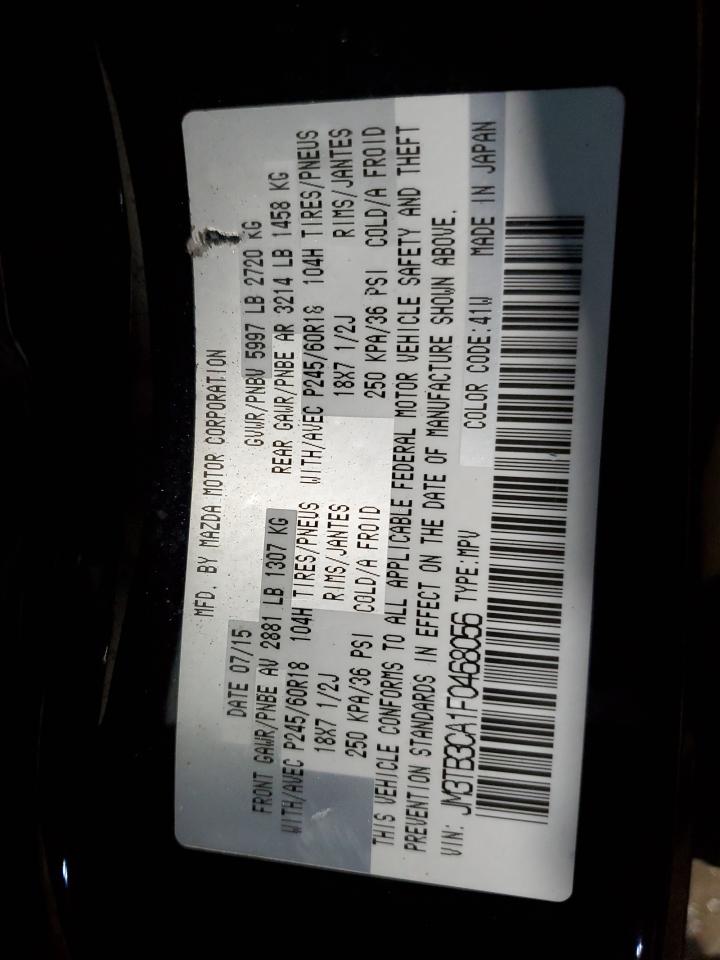 MFD. BY MAZDA MOTOR CORPORATION
DATE 07/15 GVWR/PNBV 5997 LB 2720 KG
FRONT GAWR/PNBE AV 2881 LB 1307 KG REAR GAWR/PNBE AR 3214 LB 1458 KG
WITH/AVEC P245/60R18 104H TIRES/PNEUS WITH/AVEC P245/60R18 104H TIRES/PNEUS
18X7 1/2J RIMS/JANTES 18X7 1/2J RIMS/JANTES
250 KPA/36 PSI COLD/A FROID 250 KPA/36 PSI COLD/A FROID
THIS VEHICLE CONFORMS TO ALL APPLICABLE FEDERAL MOTOR VEHICLE SAFETY AND THEFT
PREVENTION STANDARDS IN EFFECT ON THE DATE OF MANUFACTURE SHOWN ABOVE.
VIN: JM3TB3CA1F0468056 TYPE:MPV COLOR CODE:41W MADE IN JAPAN